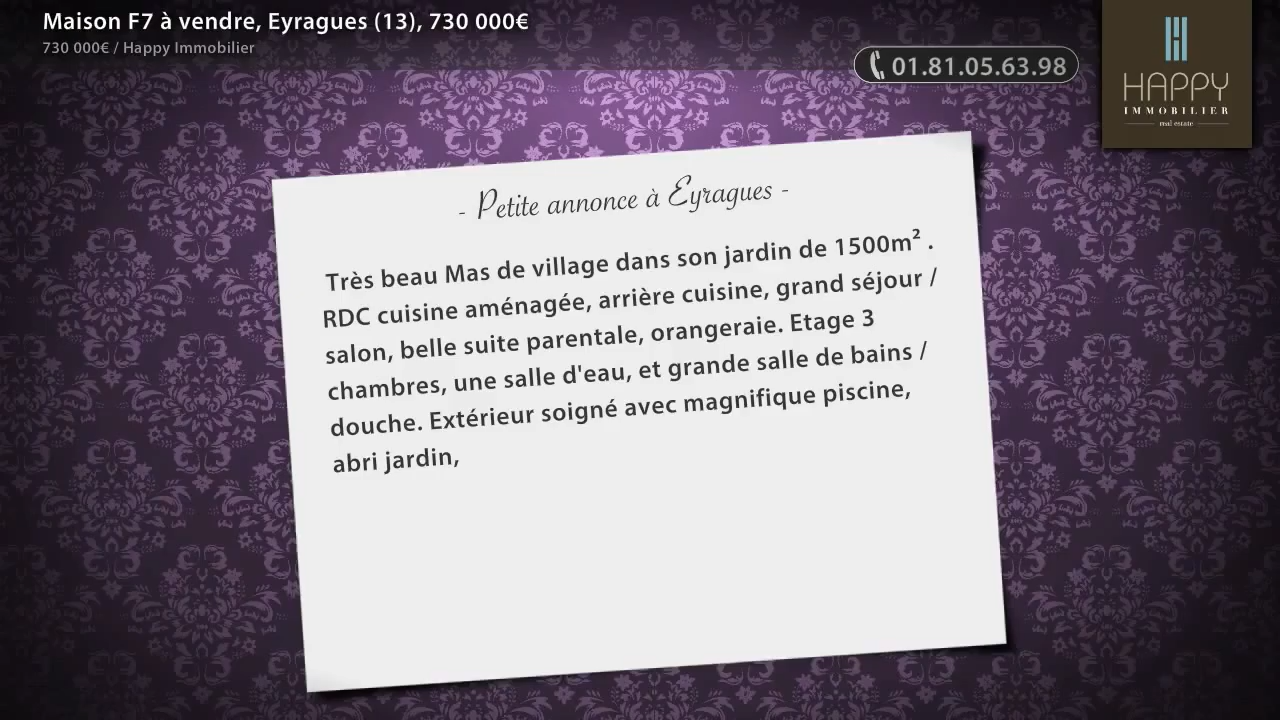 Maison F7 à vendre, Eyragues (13), 730 000€
730 000€ / Happy Immobilier
01.81.05.63.98
HAPPY
IMMOBILIER
real estate
- Petite annonce à Eyragues -
Très beau Mas de village dans son jardin de 1500m² .
RDC cuisine aménagée, arrière cuisine, grand séjour /
salon, belle suite parentale, orangeraie. Etage 3
chambres, une salle d'eau, et grande salle de bains /
douche. Extérieur soigné avec magnifique piscine,
abri jardin,